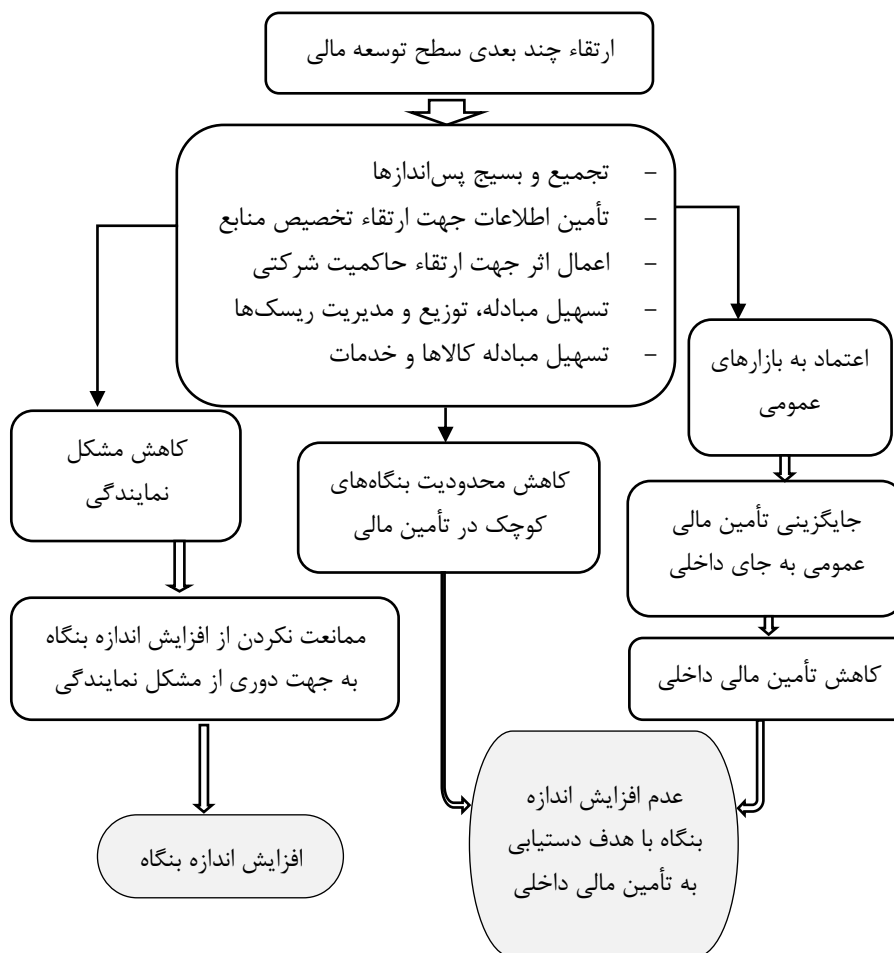 ارتقاء چند بعدی سطح توسعه مالی
- تجمیع و بسیج پس‌اندازها
- تأمین اطلاعات جهت ارتقاء تخصیص منابع
- اعمال اثر جهت ارتقاء حاکمیت شرکتی
- تسهیل مبادله، توزیع و مدیریت ریسک‌ها
- تسهیل مبادله کالاها و خدمات
اعتماد به بازارهای
عمومی
جایگزینی تأمین مالی
عمومی به جای داخلی
کاهش تأمین مالی داخلی
کاهش محدودیت بنگاه‌های
کوچک در تأمین مالی
عدم افزایش اندازه
بنگاه با هدف دستیابی
به تأمین مالی داخلی
کاهش مشکل
نمایندگی
ممانعت نکردن از افزایش اندازه بنگاه
به جهت دوری از مشکل نمایندگی
افزایش اندازه بنگاه